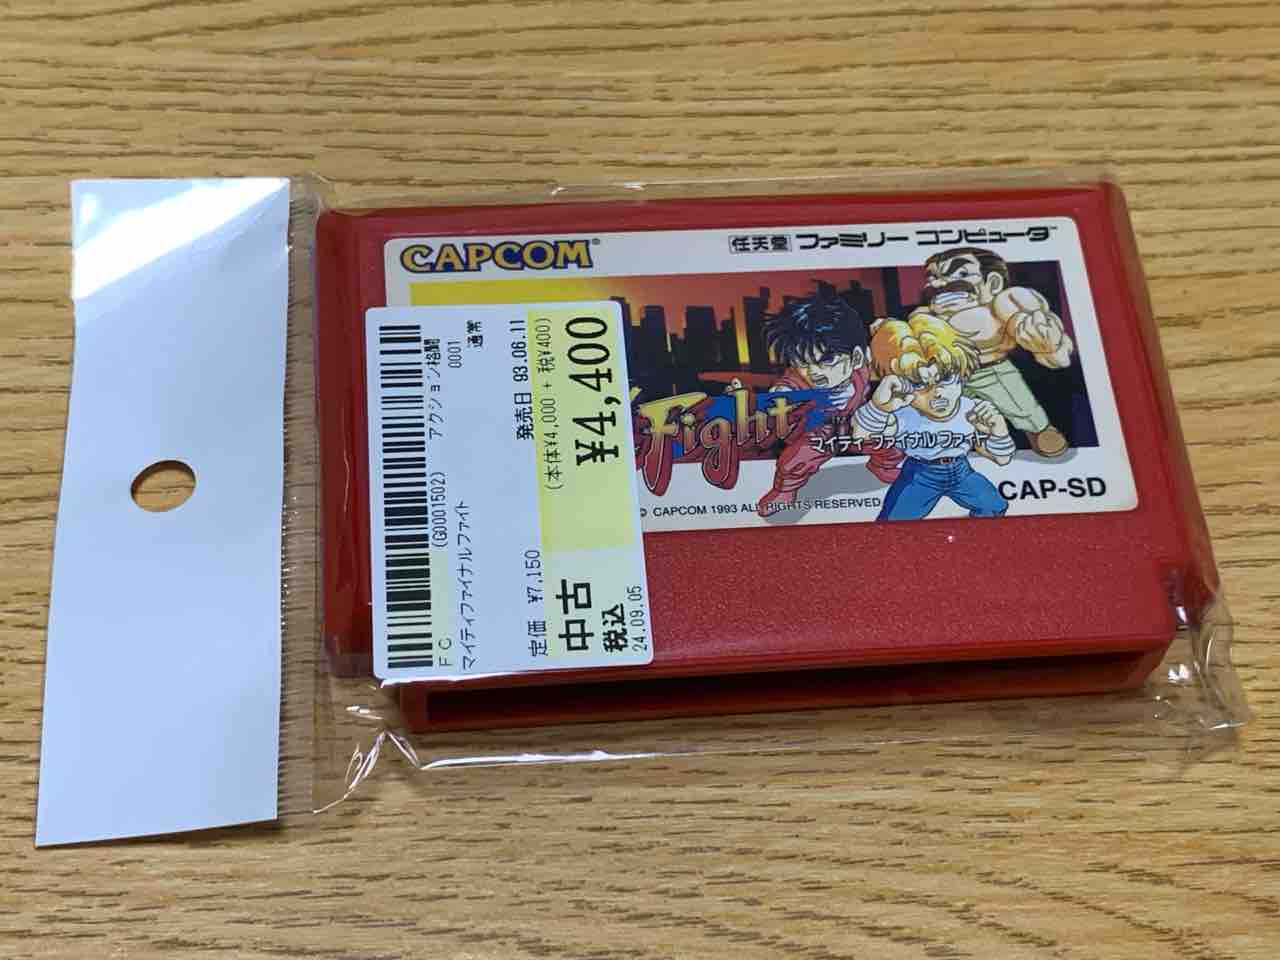 CAPCOM®
任天堂 ファミリー コンピュータ™
Fight
マイティ ファイナル ファイト
© CAPCOM 1993 ALL RIGHTS RESERVED
CAP-SD
FC (G0001502) アクション格闘
0001
マイティファイナルファイト 通常
発売日 93.06.11
定価 ¥7,150 (本体¥4,000 + 税¥400)
中古 ¥4,400
税込
24.09.05